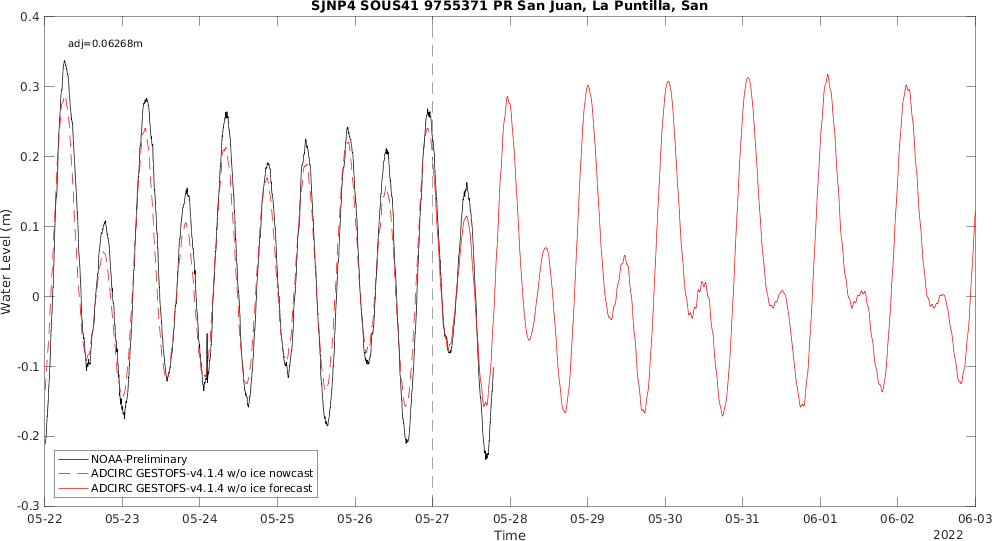 SJNP4 SOUS41 9755371 PR San Juan, La Puntilla, San
adj=0.06268m
0.4
0.3
0.2
0.1
0
-0.1
-0.2
-0.3
Water Level (m)
NOAA-Preliminary
ADCIRC GESTOFS-v4.1.4 w/o ice nowcast
ADCIRC GESTOFS-v4.1.4 w/o ice forecast
05-22 05-23 05-24 05-25 05-26 05-27 05-28 05-29 05-30 05-31 06-01 06-02 06-03
Time
2022